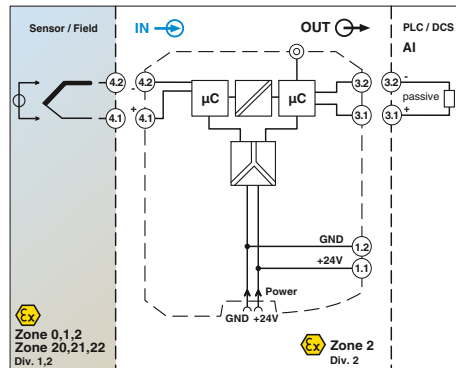 Sensor / Field
IN
OUT
PLC / DCS
AI
4.2
4.2
-
µC
µC
3.2
3.2
-
passive
4.1
+
4.1
3.1
3.1
+
GND
1.2
+24V
1.1
Power
GND +24V
Ex
Zone 0,1,2
Zone 20,21,22
Div. 1,2
Ex
Zone 2
Div. 2